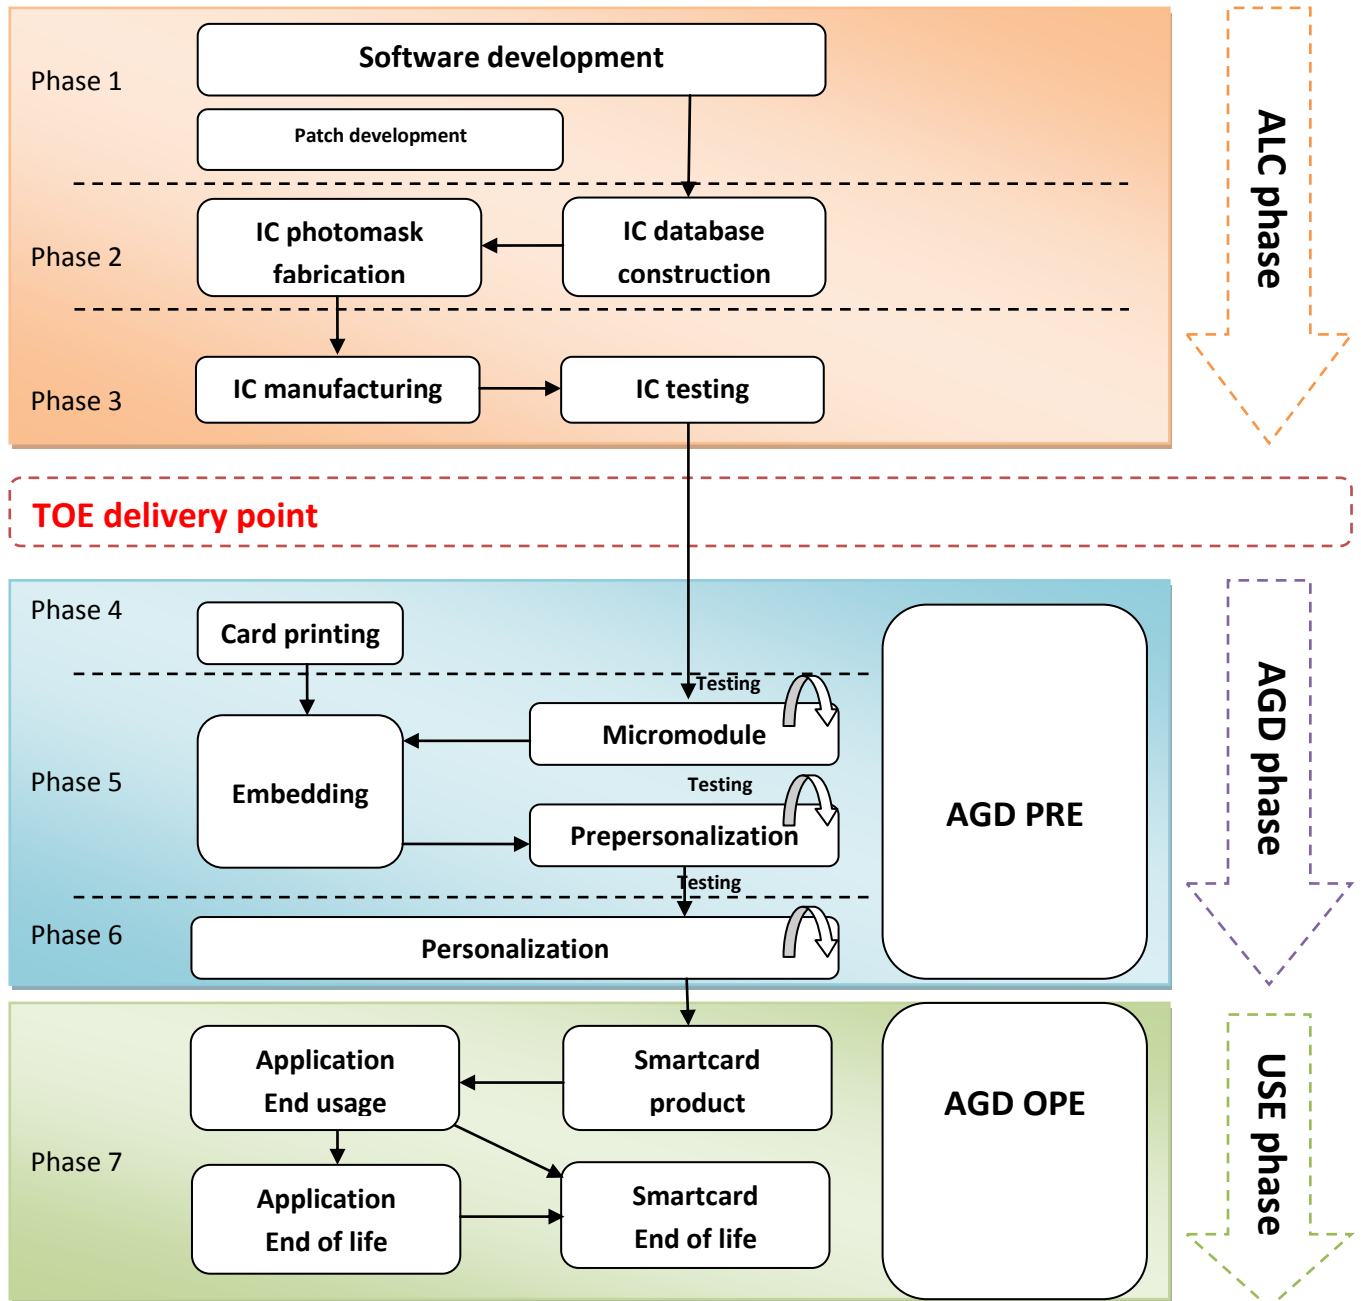 Phase 1
Software development
Patch development
Phase 2
IC photomask
fabrication
IC database
construction
Phase 3
IC manufacturing
IC testing
ALC phase
TOE delivery point
Phase 4
Card printing
Testing
Micromodule
Phase 5
Embedding
Testing
Prepersonalization
Testing
Phase 6
Personalization
AGD PRE
AGD phase
Phase 7
Application
End usage
Smartcard
product
Application
End of life
Smartcard
End of life
AGD OPE
USE phase